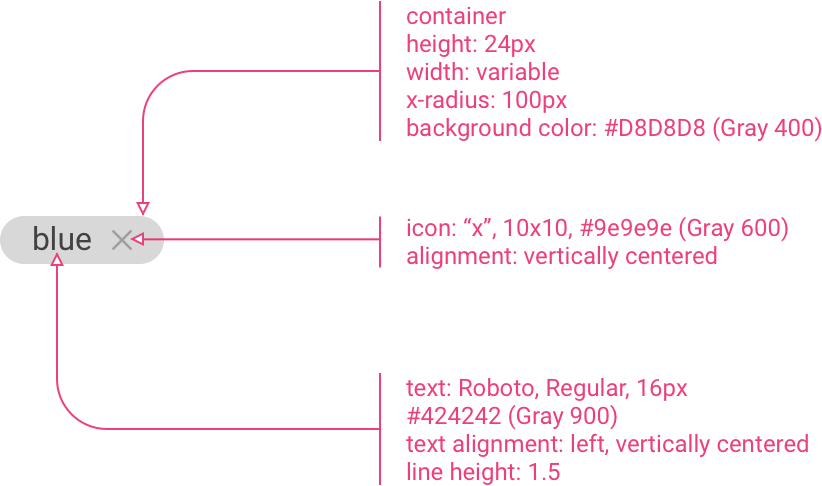 container
height: 24px
width: variable
x-radius: 100px
background color: #D8D8D8 (Gray 400)
blue
icon: “x”, 10x10, #9e9e9e (Gray 600)
alignment: vertically centered
text: Roboto, Regular, 16px
#424242 (Gray 900)
text alignment: left, vertically centered
line height: 1.5